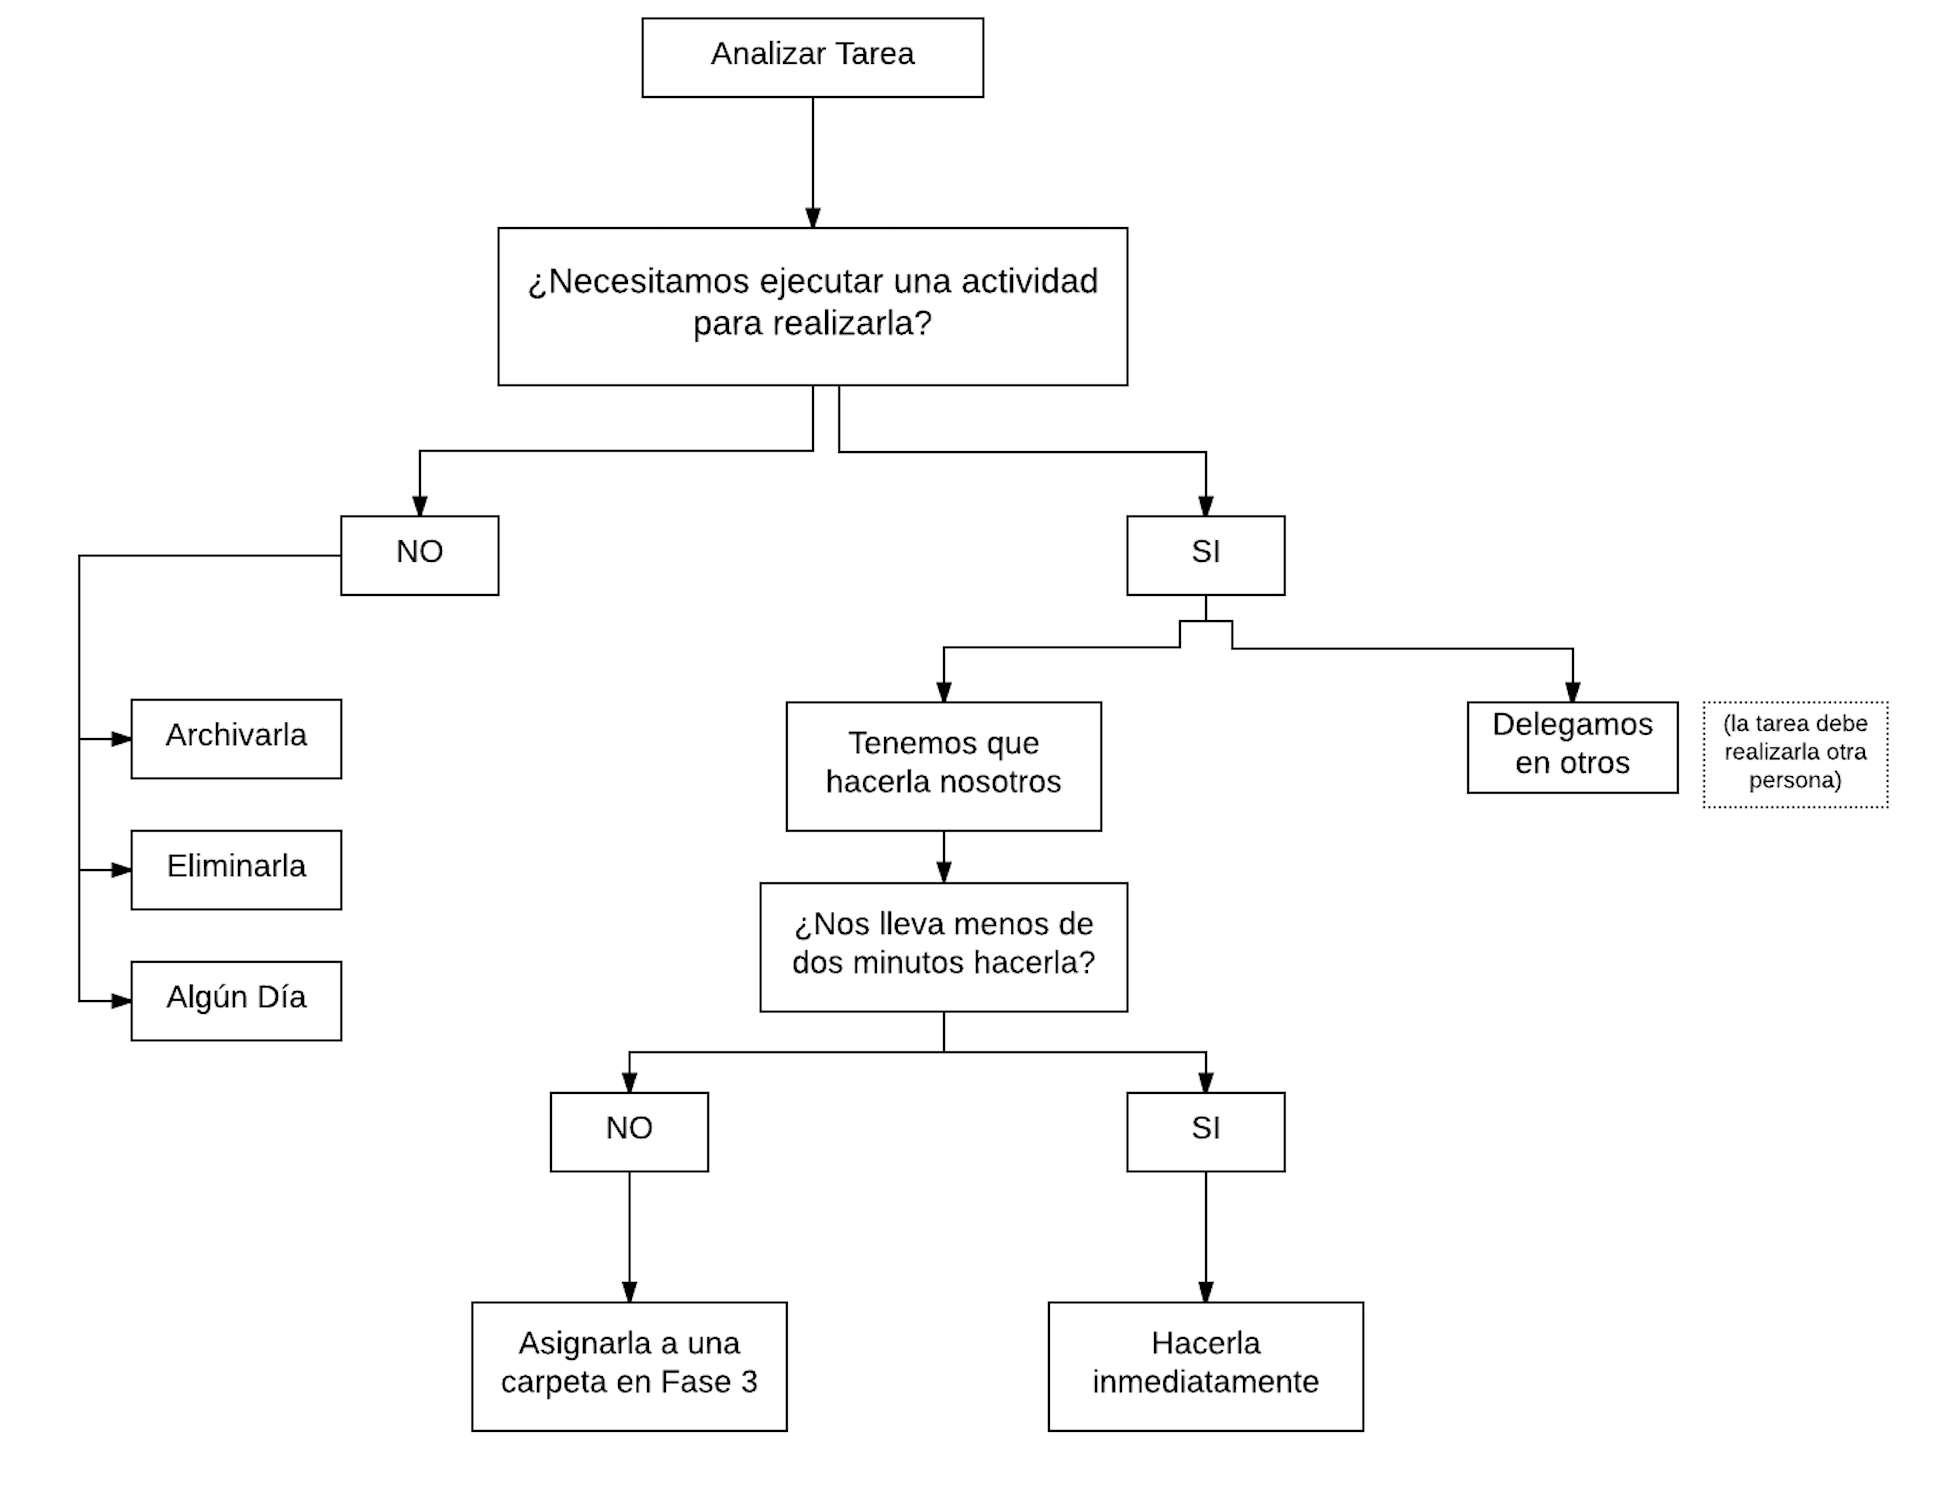 Analizar Tarea
¿Necesitamos ejecutar una actividad
para realizarla?
NO
SI
Archivarla
Eliminarla
Algún Día
Tenemos que
hacerla nosotros
Delegamos
en otros
(la tarea debe
realizarla otra
persona)
¿Nos lleva menos de
dos minutos hacerla?
NO
SI
Asignarla a una
carpeta en Fase 3
Hacerla
inmediatamente